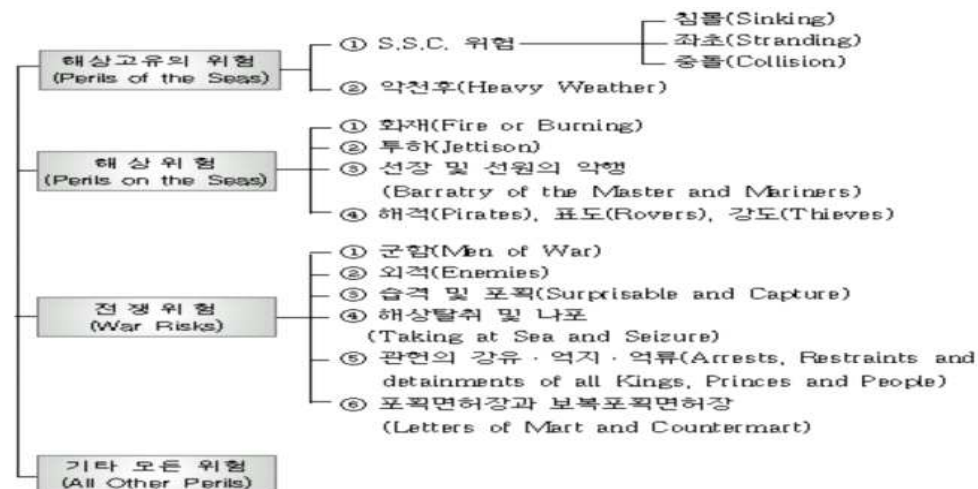 해상고유의 위험
(Perils of the Seas)
① S.S.C. 위험
침몰(Sinking)
좌초(Stranding)
충돌(Collision)
② 악천후(Heavy Weather)
해 상 위 험
(Perils on the Seas)
① 화재(Fire or Burning)
② 투하(Jettison)
③ 선장 및 선원의 악행
(Barratry of the Master and Mariners)
④ 해적(Pirates), 표도(Rovers), 강도(Thieves)
전 쟁 위 험
(War Risks)
① 군함(Men of War)
② 외적(Enemies)
③ 습격 및 포획(Surprisable and Capture)
④ 해상탈취 및 나포
(Taking at Sea and Seizure)
⑤ 관헌의 강유 · 억지 · 억류(Arrests, Restraints and
detainments of all Kings, Princes and People)
⑥ 포획면허장과 보복포획면허장
(Letters of Mart and Countermart)
기타 모든 위험
(All Other Perils)